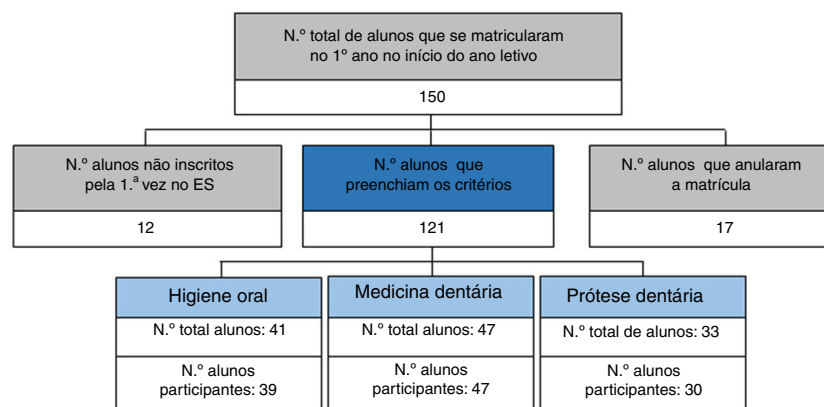 N.º total de alunos que se matricularam
no 1º ano no início do ano letivo
150
N.º alunos não inscritos
pela 1.ª vez no ES
12
N.º alunos que
preenchiam os critérios
121
N.º alunos que anularam
a matrícula
17
Higiene oral
N.º total alunos: 41
N.º alunos
participantes: 39
Medicina dentária
N.º total alunos: 47
N.º alunos
participantes: 47
Prótese dentária
N.º total de alunos: 33
N.º alunos
participantes: 30